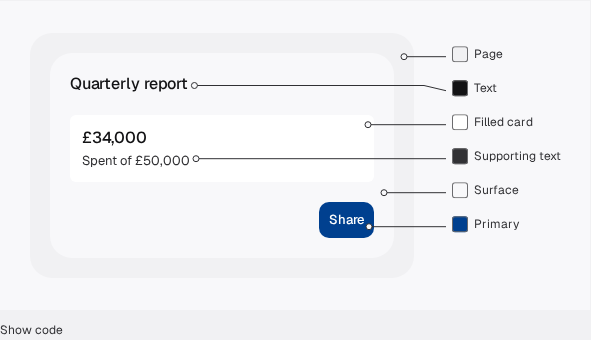 Page
Quarterly report
Text
Filled card
£34,000
Spent of £50,000
Supporting text
Surface
Share
Primary
Show code